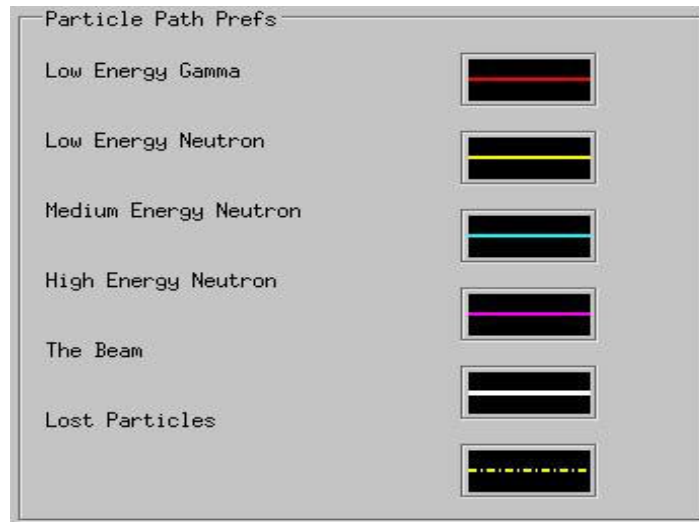 Particle Path Prefs
Low Energy Gamma
Low Energy Neutron
Medium Energy Neutron
High Energy Neutron
The Beam
Lost Particles